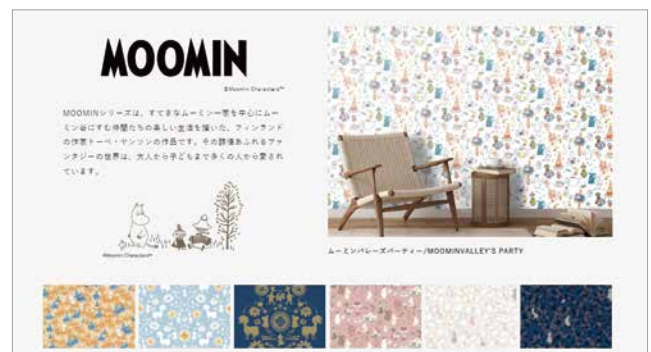 MOOMIN
©Moomin Characters™
MOOMINシリーズは、すてきなムーミン一家を中心にムー
ミン谷にすむ仲間たちの楽しい生活を描いた、フィンランド
の作家トーベ・ヤンソンの作品です。その詩情あふれるファ
ンタジーの世界は、大人から子どもまで多くの人から愛され
ています。
©Moomin Characters™
ムーミンバレーズパーティー/MOOMINVALLEY'S PARTY